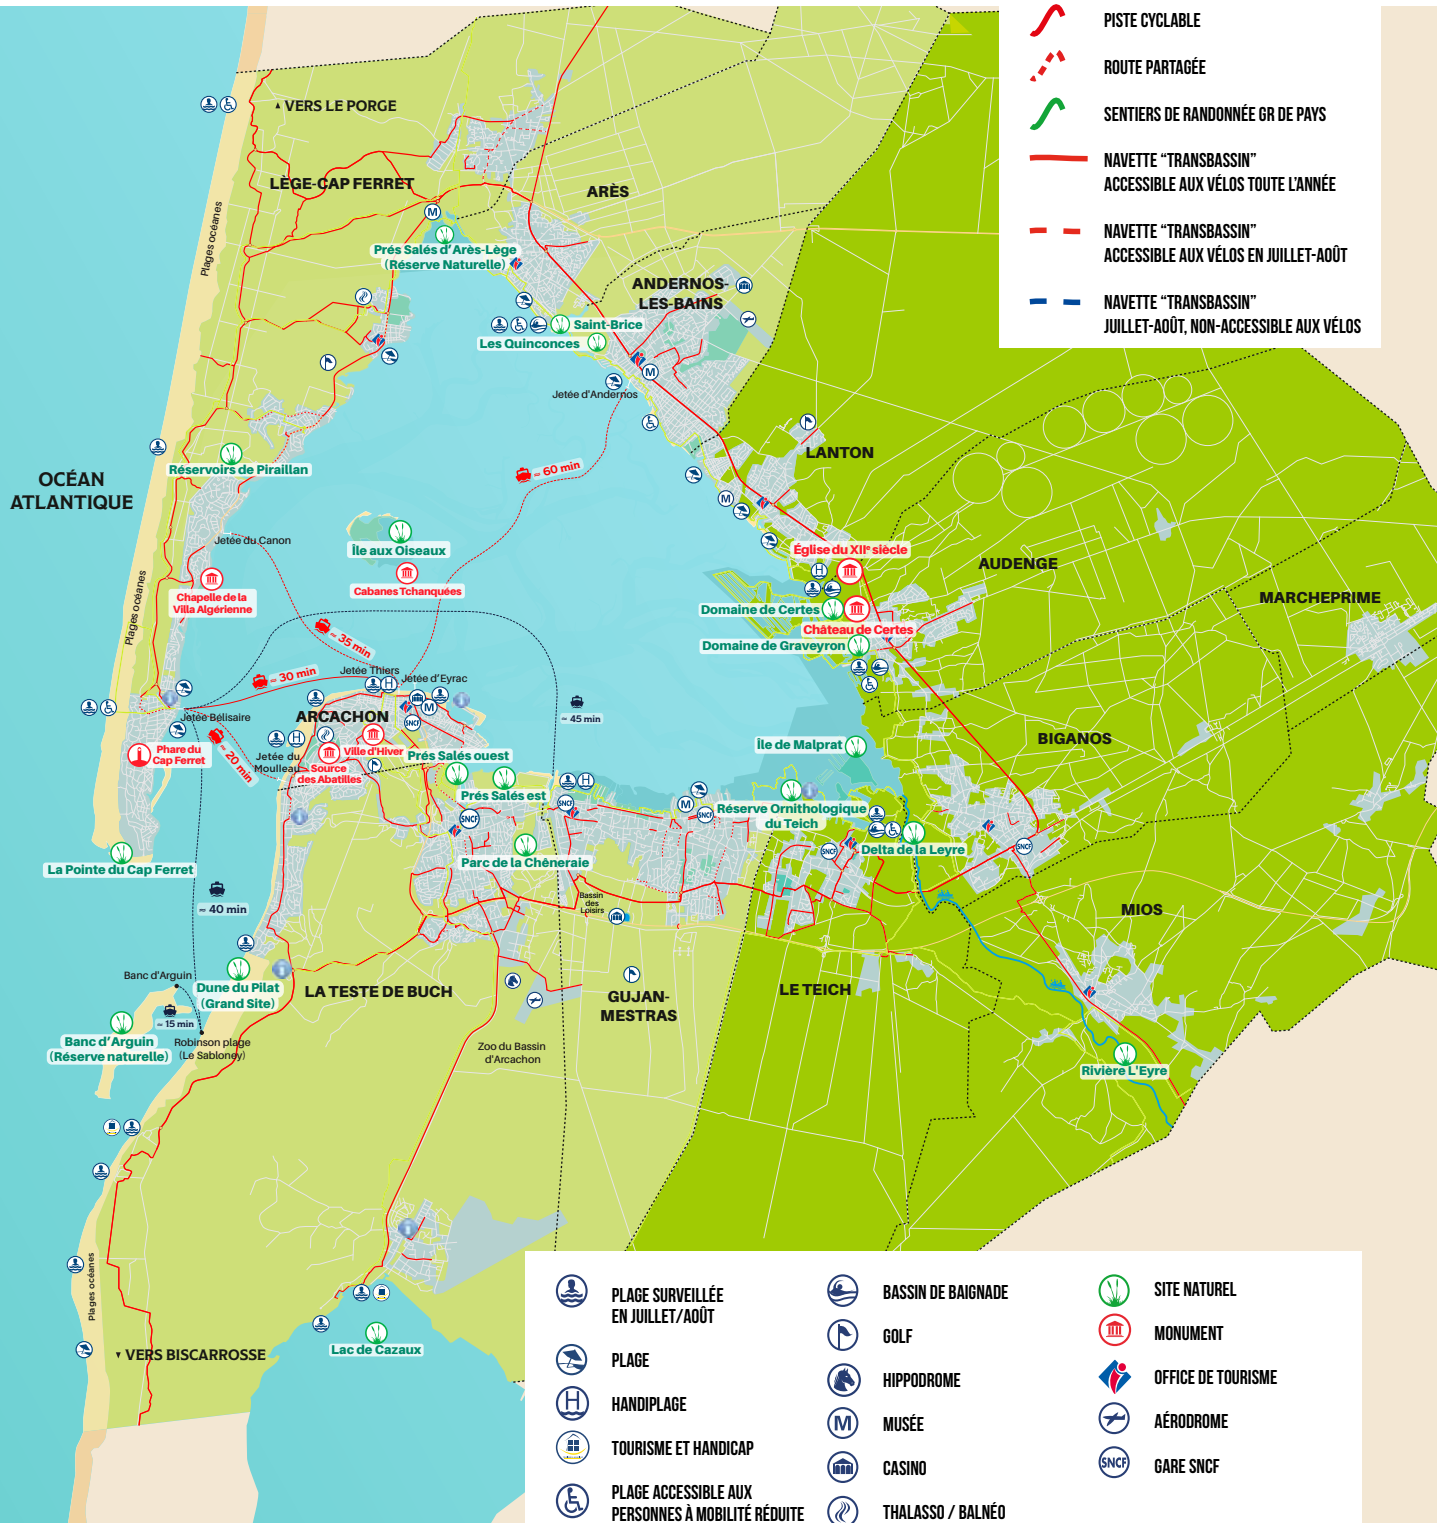 PISTE CYCLABLE
ROUTE PARTAGÉE
SENTIERS DE RANDONNÉE GR DE PAYS
NAVETTE “TRANSBASSIN”
ACCESSIBLE AUX VÉLOS TOUTE L'ANNÉE
NAVETTE “TRANSBASSIN”
ACCESSIBLE AUX VÉLOS EN JUILLET-AOÛT
NAVETTE “TRANSBASSIN”
JUILLET-AOÛT, NON-ACCESSIBLE AUX VÉLOS
VERS LE PORGE
LÈGE-CAP FERRET
ARÈS
M
Plages océanes
Prés Salés d'Arès-Lège
(Réserve Naturelle)
ANDERNOS-
LES-BAINS
Saint-Brice
Les Quinconces
M
Jetée d'Andernos
LANTON
Réservoirs de Piraillan
≈ 60 min
OCÉAN
ATLANTIQUE
M
Jetée du Canon
Île aux Oiseaux
Église du XIIe siècle
AUDENGE
H
Cabanes Tchanquées
Chapelle de la
Villa Algérienne
Plages océanes
MARCHEPRIME
Domaine de Certes
Château de Certes
Domaine de Graveyron
≈ 35 min
≈ 30 min
Jetée Thiers
H
Jetée d'Eyrac
i
i
M
Jetée Bélisaire
ARCACHON
SNCF
≈ 45 min
H
Phare du
Cap Ferret
≈ 20 min
Jetée du
Moulleau
Source
des Abatilles
Ville d'Hiver
Prés Salés ouest
Île de Malprat
BIGANOS
Prés Salés est
H
SNCF
M
SNCF
i
Réserve Ornithologique
du Teich
i
SNCF
SNCF
SNCF
Delta de la Leyre
Parc de la Chêneraie
La Pointe du Cap Ferret
≈ 40 min
Bassin
des
Loisirs
MIOS
Banc d'Arguin
Dune du Pilat
(Grand Site)
i
LA TESTE DE BUCH
GUJAN-
MESTRAS
LE TEICH
≈ 15 min
Banc d'Arguin
(Réserve naturelle)
Robinson plage
(Le Sabloney)
Zoo du Bassin
d'Arcachon
Rivière L'Eyre
i
Plages océanes
Lac de Cazaux
VERS BISCARROSSE
PLAGE SURVEILLÉE
EN JUILLET/AOÛT
PLAGE
H
HANDIPLAGE
TOURISME ET HANDICAP
PLAGE ACCESSIBLE AUX
PERSONNES À MOBILITÉ RÉDUITE
BASSIN DE BAIGNADE
GOLF
HIPPODROME
M
MUSÉE
CASINO
THALASSO / BALNÉO
SITE NATUREL
MONUMENT
OFFICE DE TOURISME
AÉRODROME
SNCF
GARE SNCF